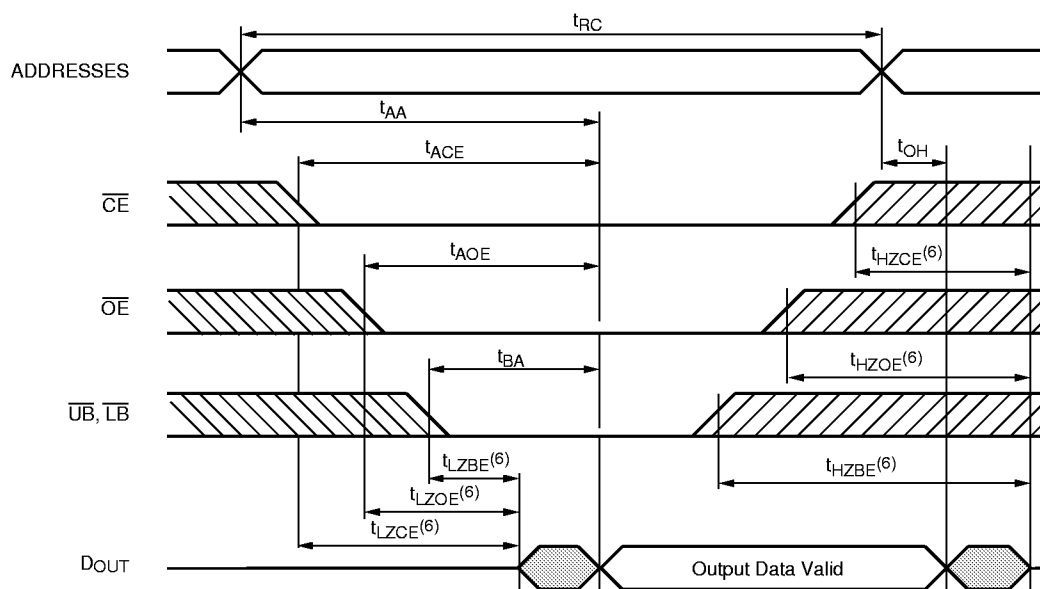 tRC
ADDRESSES
tAA
tACE
tOH
CE
tHZCE(6)
tAOE
OE
tBA
tHZOE(6)
UB, LB
tLZBE(6)
tHZBE(6)
tLZOE(6)
tLZCE(6)
DOUT
Output Data Valid